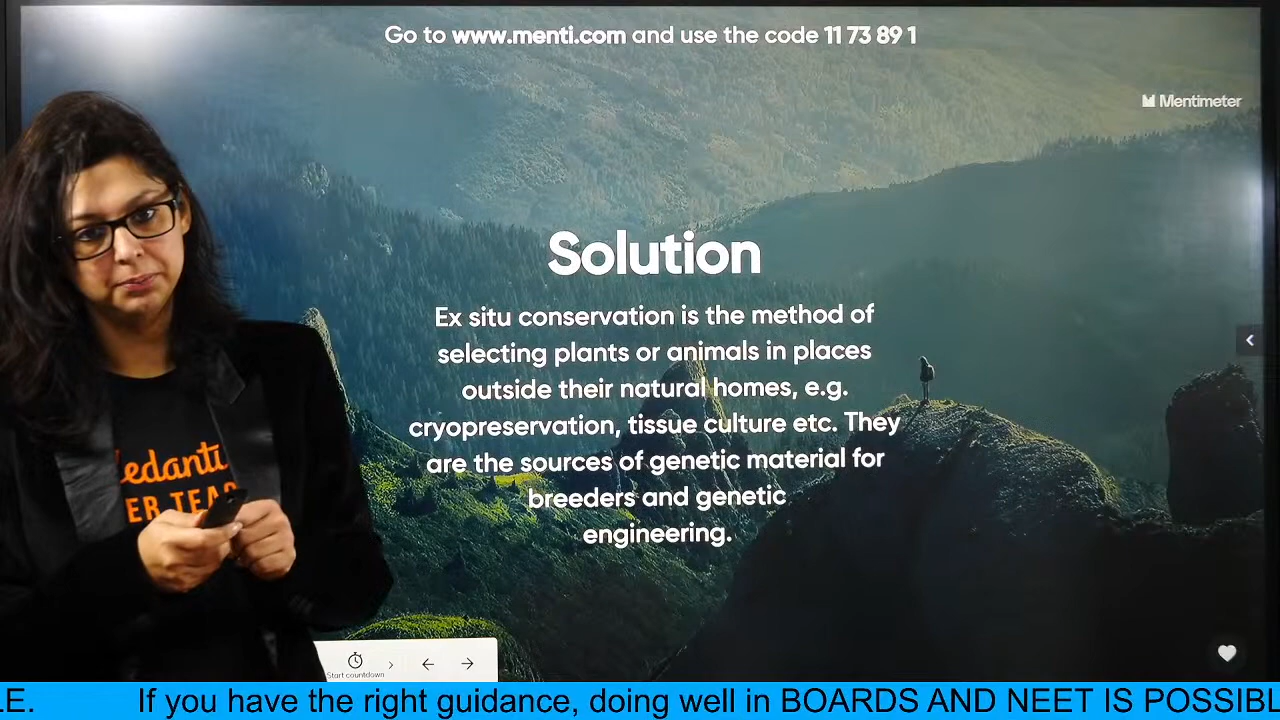 Go to www.menti.com and use the code 11 73 89 1
Mentimeter
Solution
Ex situ conservation is the method of
selecting plants or animals in places
outside their natural homes, e.g.
cryopreservation, tissue culture etc. They
are the sources of genetic material for
breeders and genetic
engineering.
Start countdown
LE. If you have the right guidance, doing well in BOARDS AND NEET IS POSSIBL